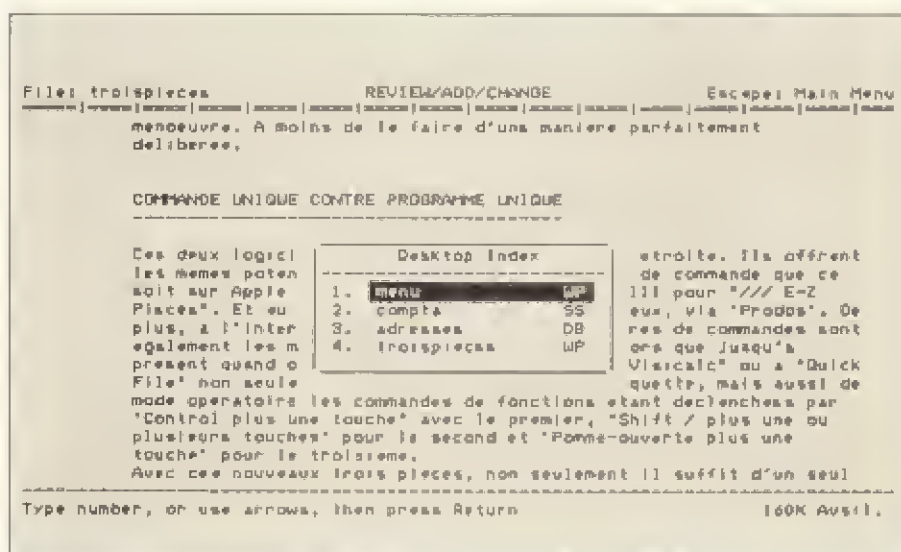 File: troispieces REVIEW/ADD/CHANGE Escape: Main Menu
menoeuvre. A moins de le faire d'une maniere parfaitement
deliberee.
COMMANDE UNIQUE CONTRE PROGRAMME UNIQUE
Ces deux logici Desktop Index etroite. Ils offrent
les memes poten de commande que ce
soit sur Apple 1. menu WP III pour "/// E-Z
Pieces". Et au 2. compta SS eux, via "Prodos". De
plus, a l'inter 3. adresses DB res de commandes sont
egalement les m 4. troispieces WP ors que jusqu'a
present quand o Visicalc" ou a "Quick
File" non seule quette, mais aussi de
mode operatoire les commandes de fonctions etant declenchees par
"Control plus une touche" avec le premier, "Shift / plus une ou
plusieurs touches" pour le second et "Pomme-ouverte plus une
touche" pour le troisieme.
Avec ces nouveaux trois pieces, non seulement il suffit d'un seul
Type number, or use arrows, then press Return 160K Avail.